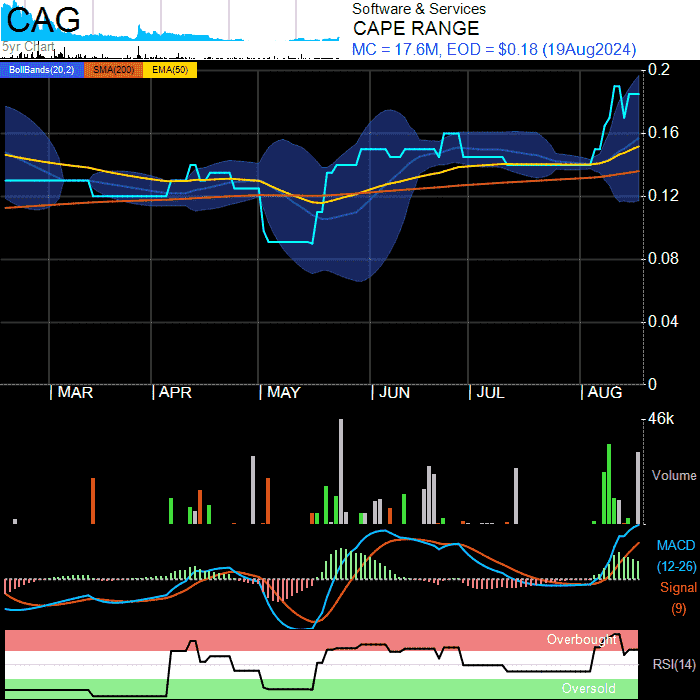 CAG
Software & Services
CAPE RANGE
5yr Chart
MC = 17.6M, EOD = $0.18 (19Aug2024)
BollBands(20,2) SMA(200) EMA(50)
0.2
0.16
0.12
0.08
0.04
0
MAR APR MAY JUN JUL AUG
46k
Volume
MACD
(12-26)
Signal
(9)
Overbought
RSI(14)
Oversold